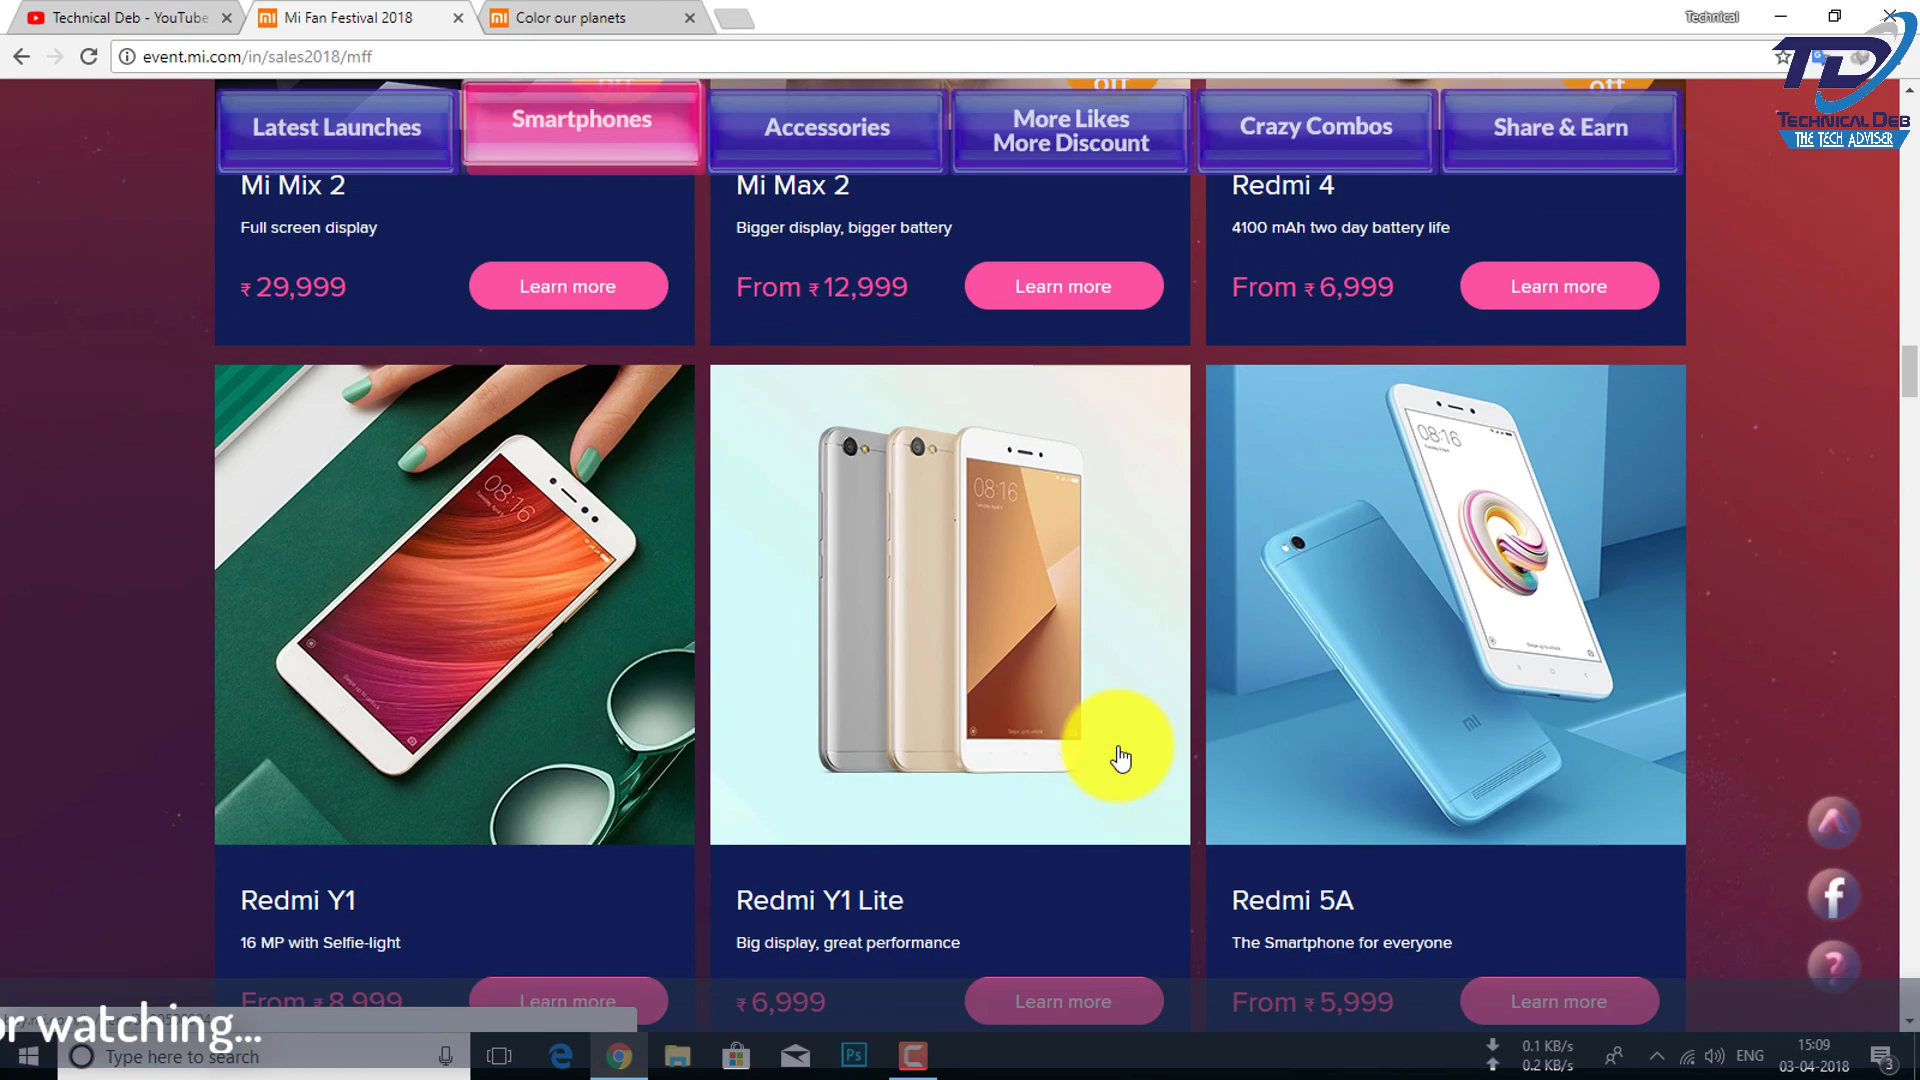 Technical Deb - YouTube
Mi Fan Festival 2018
Color our planets
Technical
event.mi.com/in/sales2018/mff
TD
TECHNICAL DEB
THE TECH ADVISER
off
off
Latest Launches
Smartphones
Accessories
More Likes
More Discount
Crazy Combos
Share & Earn
Mi Mix 2
Full screen display
₹ 29,999
Learn more
Mi Max 2
Bigger display, bigger battery
From ₹ 12,999
Learn more
Redmi 4
4100 mAh two day battery life
From ₹ 6,999
Learn more
08:16
08:16
08:16
Redmi Y1
16 MP with Selfie-light
From ₹ 8,999
Learn more
Redmi Y1 Lite
Big display, great performance
₹ 6,999
Learn more
Redmi 5A
The Smartphone for everyone
From ₹ 5,999
Learn more
or watching...
Type here to search
Ps
0.1 KB/s
0.2 KB/s
ENG
15:09
03-04-2018
3